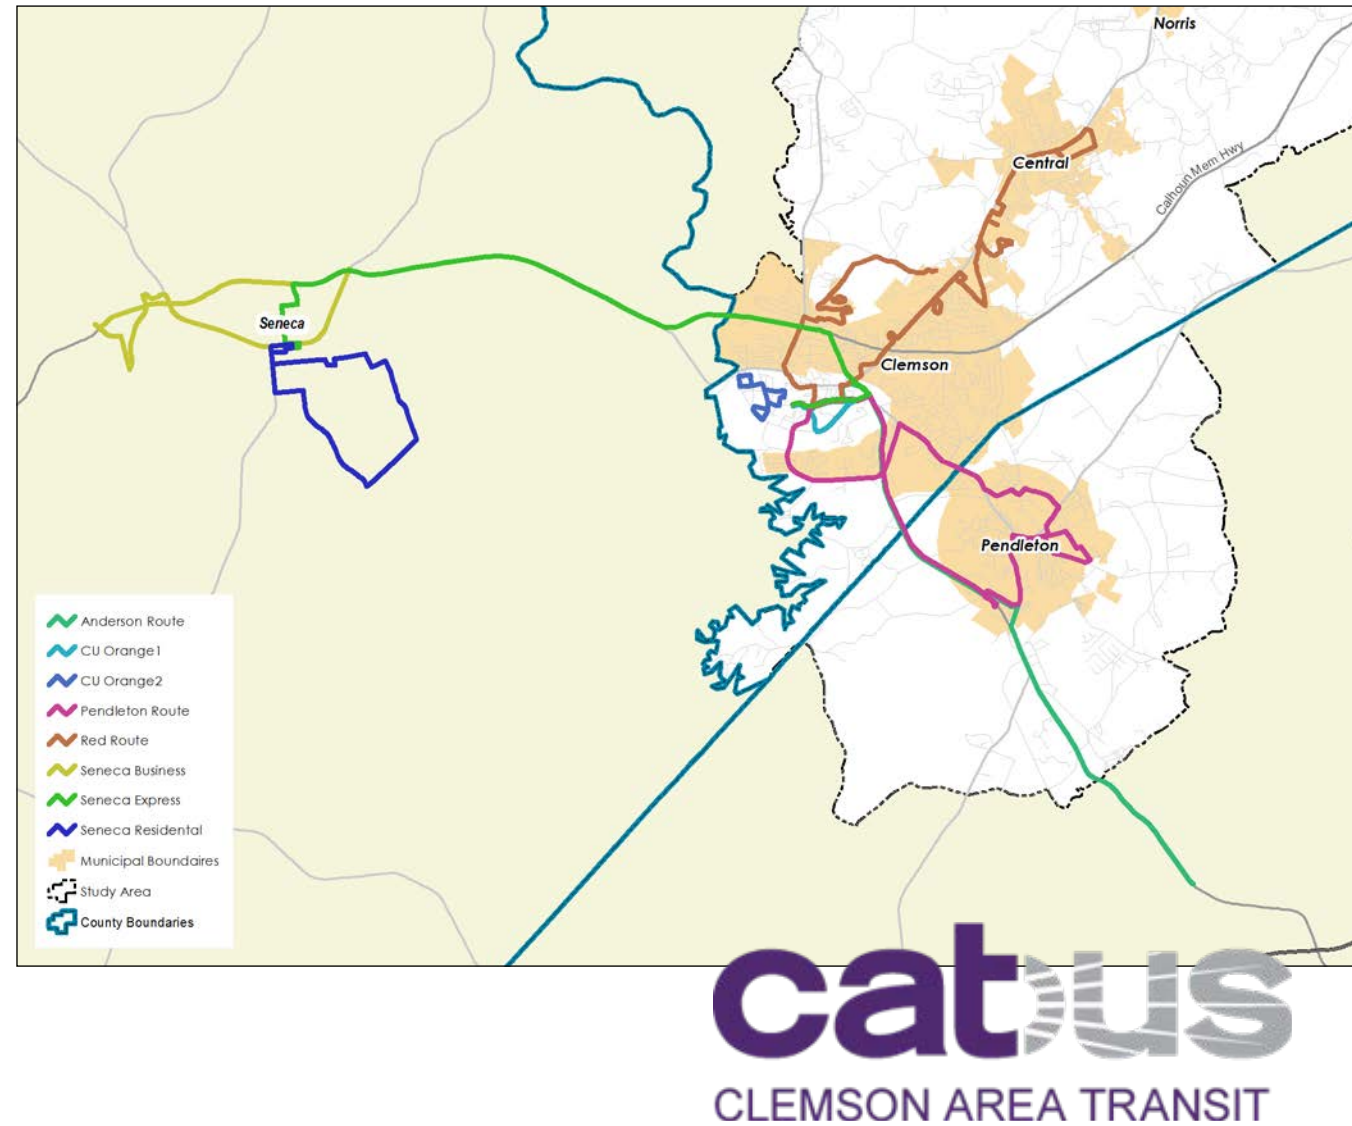 Norris
Central
Calhoun Mem Hwy
Seneca
Clemson
Pendleton
Anderson Route
CU Orange1
CU Orange2
Pendleton Route
Red Route
Seneca Business
Seneca Express
Seneca Residental
Municipal Boundaires
Study Area
County Boundaries
catbus
CLEMSON AREA TRANSIT